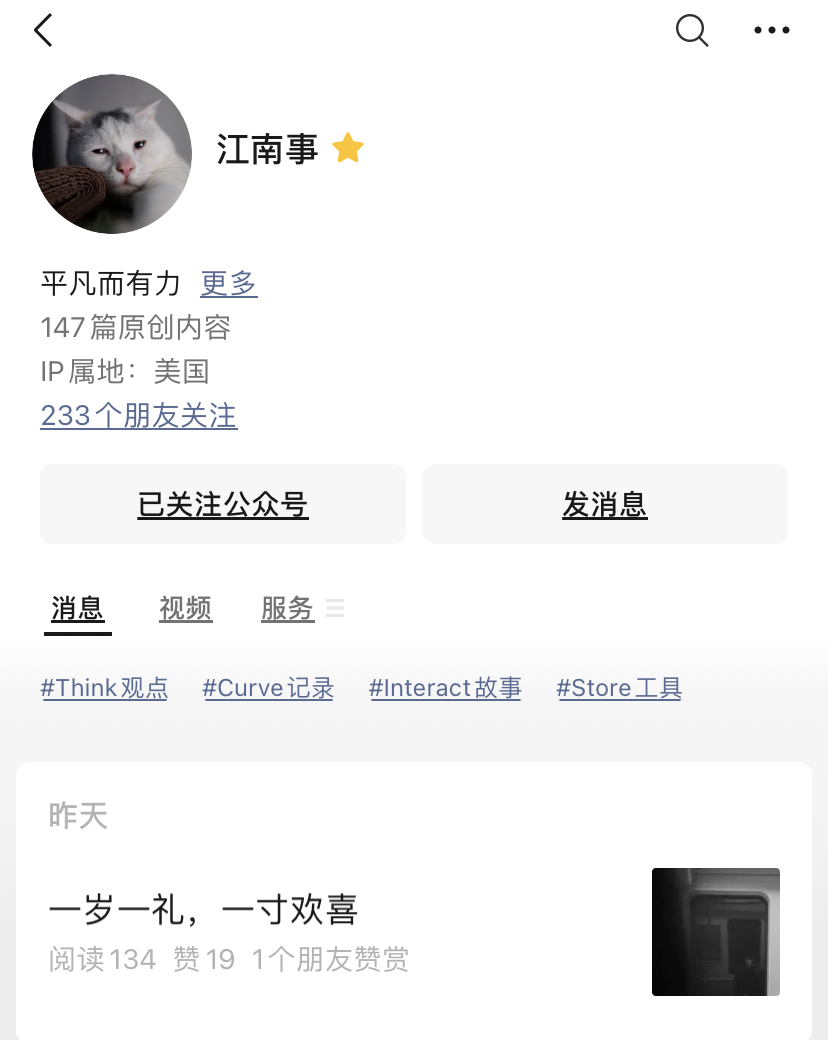 江南事
平凡而有力 更多
147篇原创内容
IP属地：美国
233个朋友关注
已关注公众号 发消息
消息 视频 服务
#Think观点 #Curve记录 #Interact故事 #Store工具
昨天
一岁一礼，一寸欢喜
阅读134 赞19 1个朋友赞赏